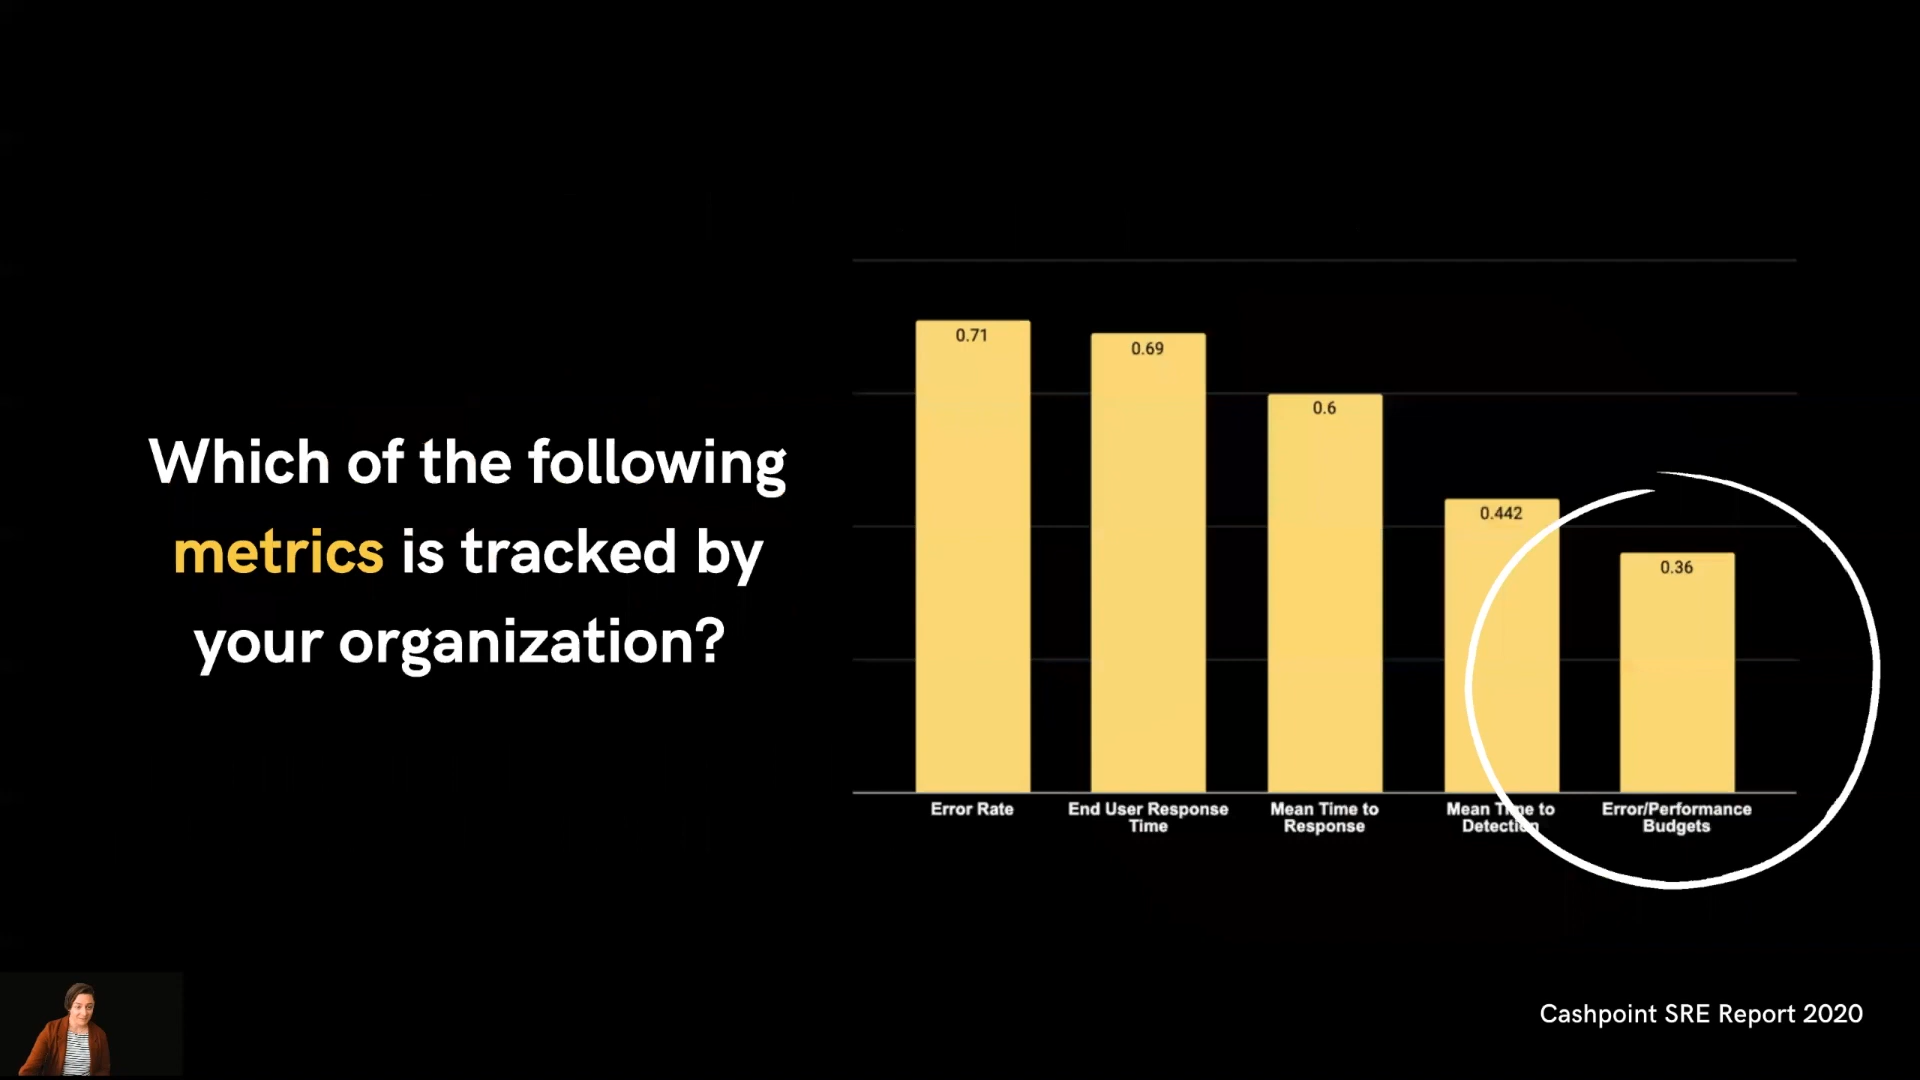 Which of the following
metrics is tracked by
your organization?
0.71
0.69
0.6
0.442
0.36
Error Rate
End User Response
Time
Mean Time to
Response
Mean Time to
Detection
Error/Performance
Budgets
Cashpoint SRE Report 2020